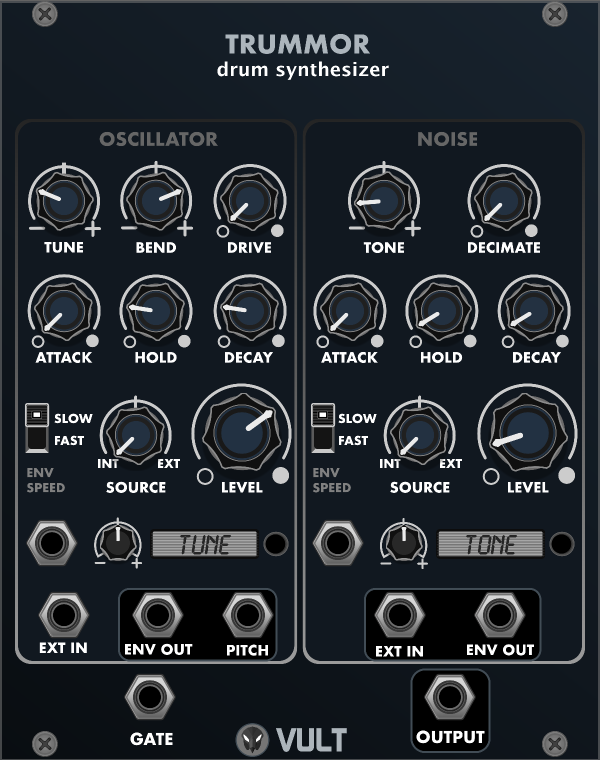 TRUMMOR
drum synthesizer
OSCILLATOR
TUNE BEND DRIVE
ATTACK HOLD DECAY
SLOW
FAST
ENV
SPEED
INT EXT
SOURCE
LEVEL
TUNE
EXT IN ENV OUT PITCH
NOISE
TONE DECIMATE
ATTACK HOLD DECAY
SLOW
FAST
ENV
SPEED
INT EXT
SOURCE
LEVEL
TONE
EXT IN ENV OUT
GATE
VULT
OUTPUT